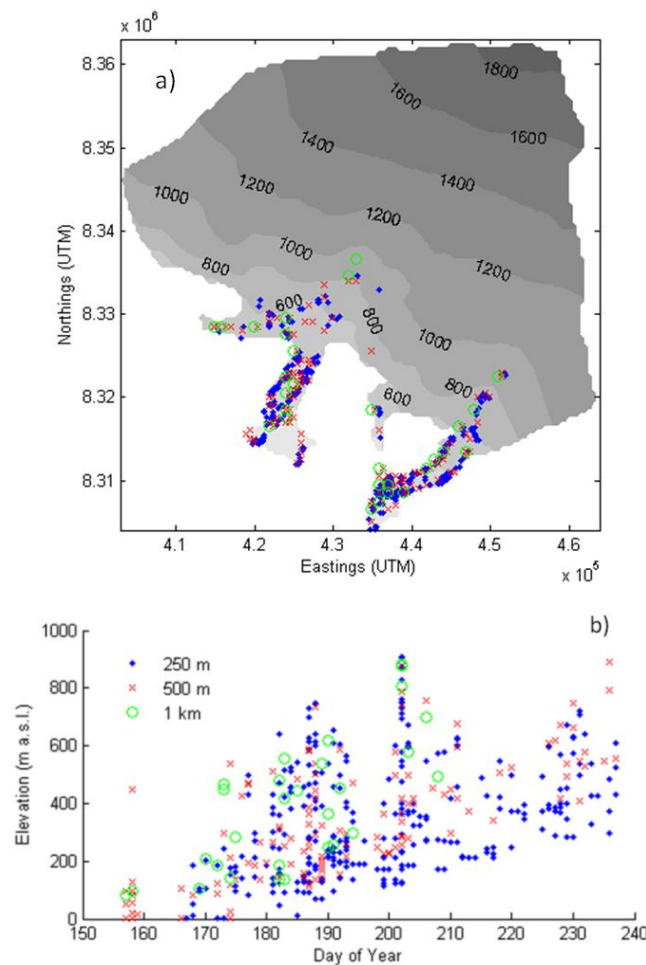 x 10⁶
a)
8.36
8.35
8.34
8.33
8.32
8.31
Northings (UTM)
1800
1600
1600
1400
1400
1200
1200
1200
1000
1000
1000
800
800
800
600
600
4.1 4.2 4.3 4.4 4.5 4.6
Eastings (UTM)
x 10⁵
b)
1000
800
600
400
200
0
Elevation (m a.s.l.)
250 m
500 m
1 km
150 160 170 180 190 200 210 220 230 240
Day of Year